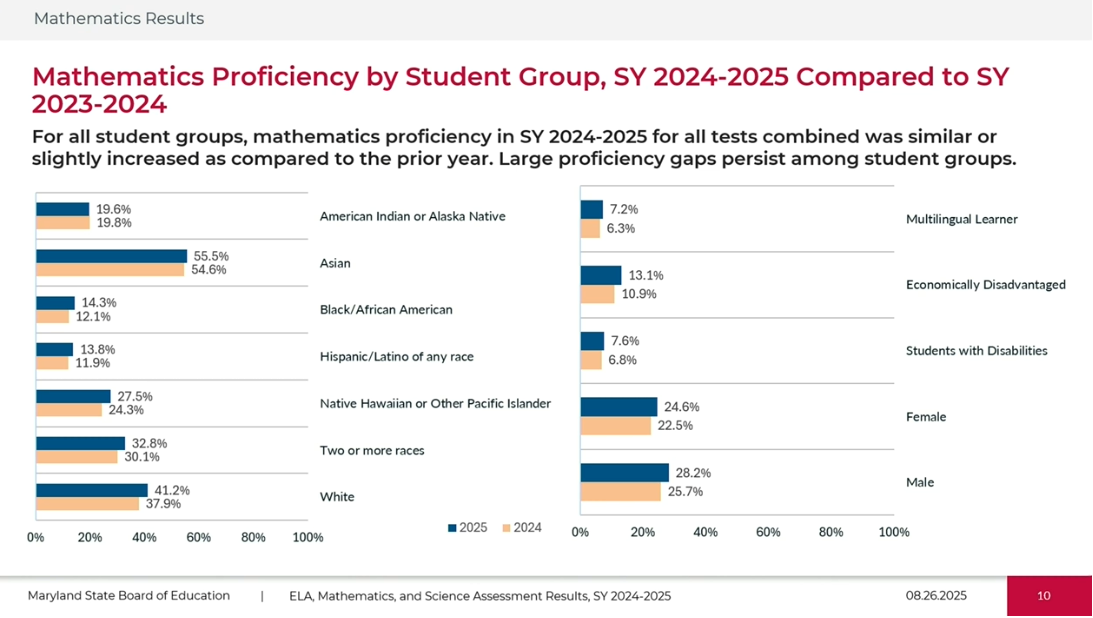 Mathematics Results
Mathematics Proficiency by Student Group, SY 2024-2025 Compared to SY
2023-2024
For all student groups, mathematics proficiency in SY 2024-2025 for all tests combined was similar or
slightly increased as compared to the prior year. Large proficiency gaps persist among student groups.
19.6%
19.8%
American Indian or Alaska Native
55.5%
54.6%
Asian
14.3%
12.1%
Black/African American
13.8%
11.9%
Hispanic/Latino of any race
27.5%
24.3%
Native Hawaiian or Other Pacific Islander
32.8%
30.1%
Two or more races
41.2%
37.9%
White
0% 20% 40% 60% 80% 100%
2025 2024
7.2%
6.3%
Multilingual Learner
13.1%
10.9%
Economically Disadvantaged
7.6%
6.8%
Students with Disabilities
24.6%
22.5%
Female
28.2%
25.7%
Male
0% 20% 40% 60% 80% 100%
Maryland State Board of Education | ELA, Mathematics, and Science Assessment Results, SY 2024-2025 08.26.2025 10